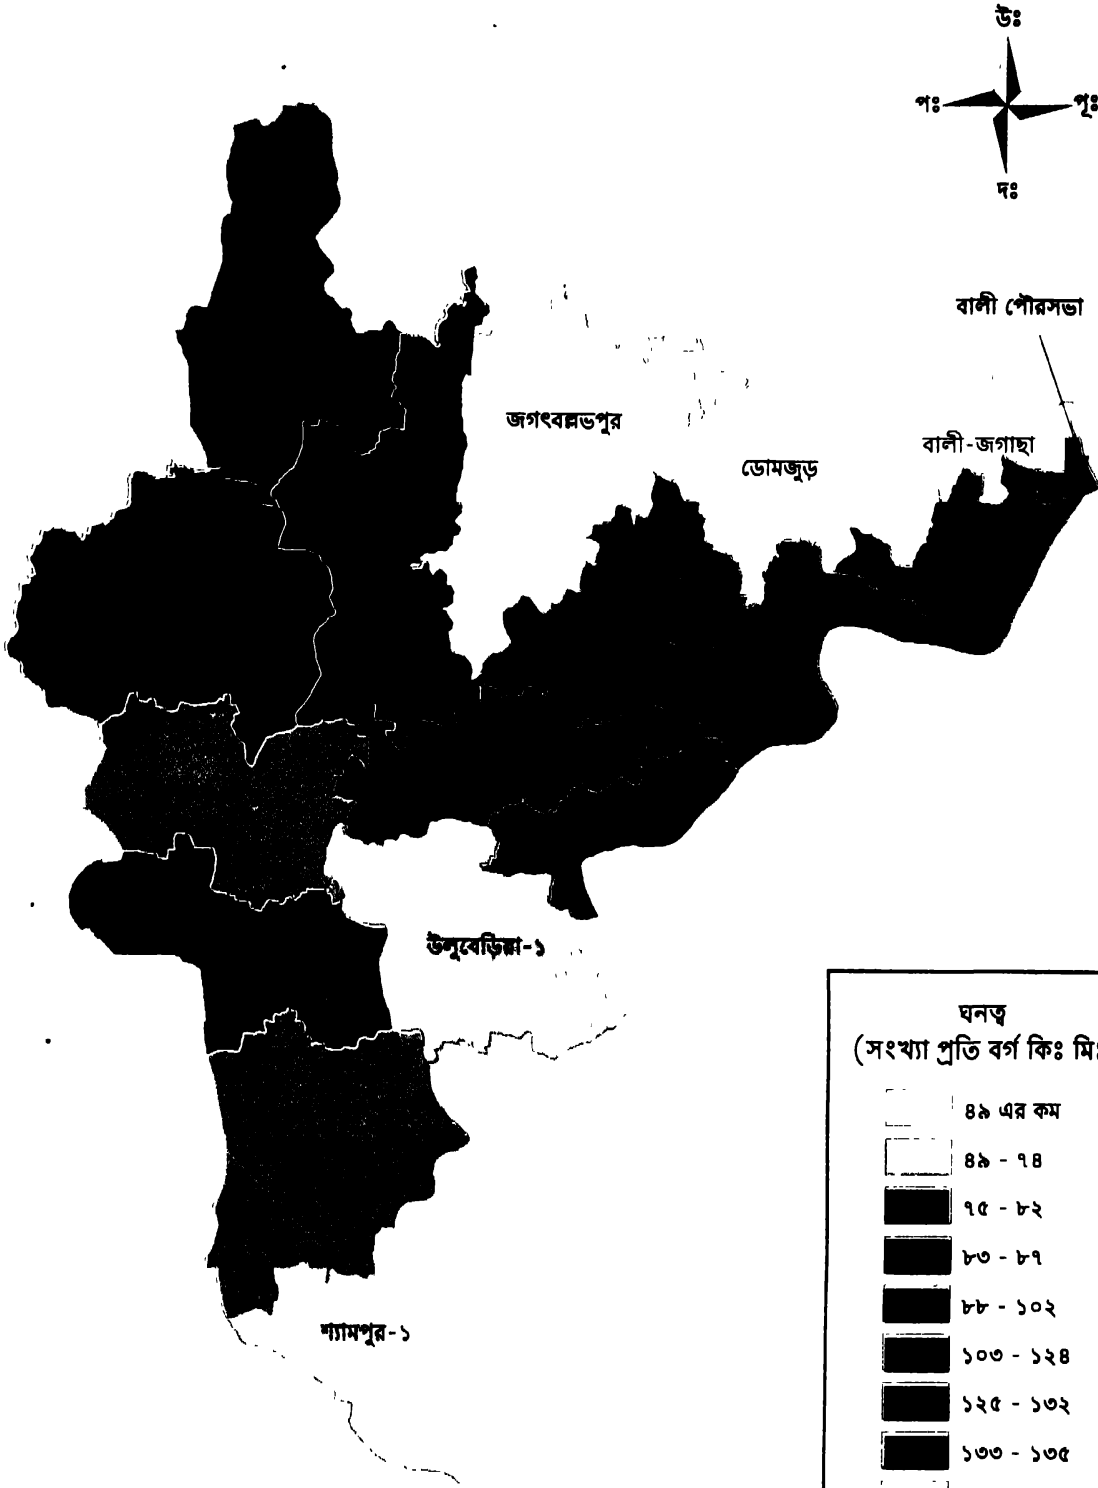 উঃ
পঃ
পূঃ
দঃ
বালী পৌরসভা
জগৎবল্লভপুর
বালী-জগাছা
ডোমজুড়
উলুবেড়িয়া-১
শ্যামপুর-১
ঘনত্ব
(সংখ্যা প্রতি বর্গ কিঃ মিঃ
৪৯ এর কম
৪৯ - ৭৪
৭৫ - ৮২
৮৩ - ৮৭
৮৮ - ১০২
১০৩ - ১২৪
১২৫ - ১৩২
১৩৩ - ১৩৫